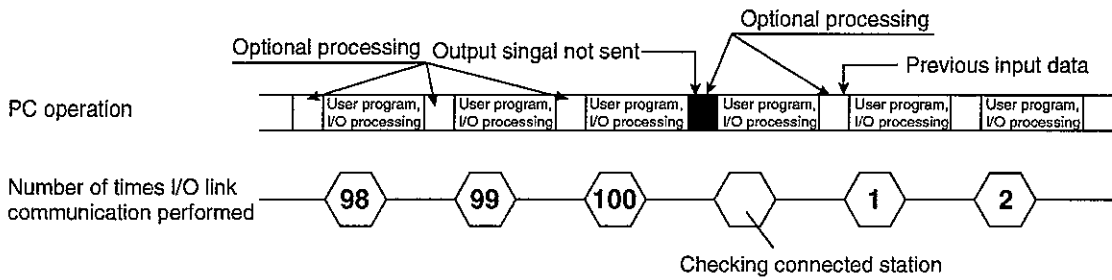 Optional processing
Optional processing
Output singal not sent
Previous input data
PC operation
User program, I/O processing
User program, I/O processing
User program, I/O processing
User program, I/O processing
User program, I/O processing
User program, I/O processing
Number of times I/O link
communication performed
98
99
100
1
2
Checking connected station